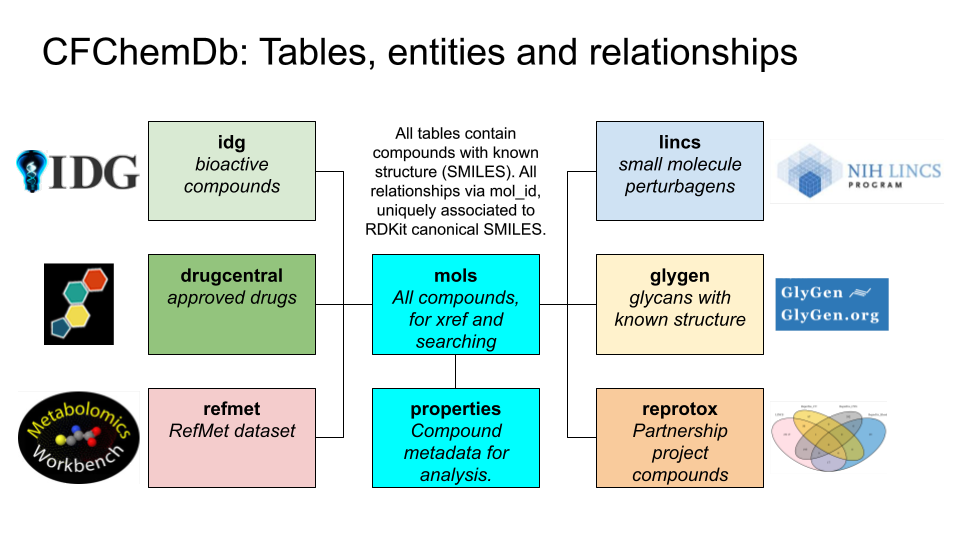 CFChemDb: Tables, entities and relationships
IDG
idg
bioactive
compounds
All tables contain
compounds with known
structure (SMILES). All
relationships via mol_id,
uniquely associated to
RDKit canonical SMILES.
lincs
small molecule
perturbagens
NIH LINCS
PROGRAM
drugcentral
approved drugs
mols
All compounds,
for xref and
searching
glygen
glycans with
known structure
GlyGen
GlyGen.org
Metabolomics
Workbench
refmet
RefMet dataset
properties
Compound
metadata for
analysis.
reprotox
Partnership
project
compounds